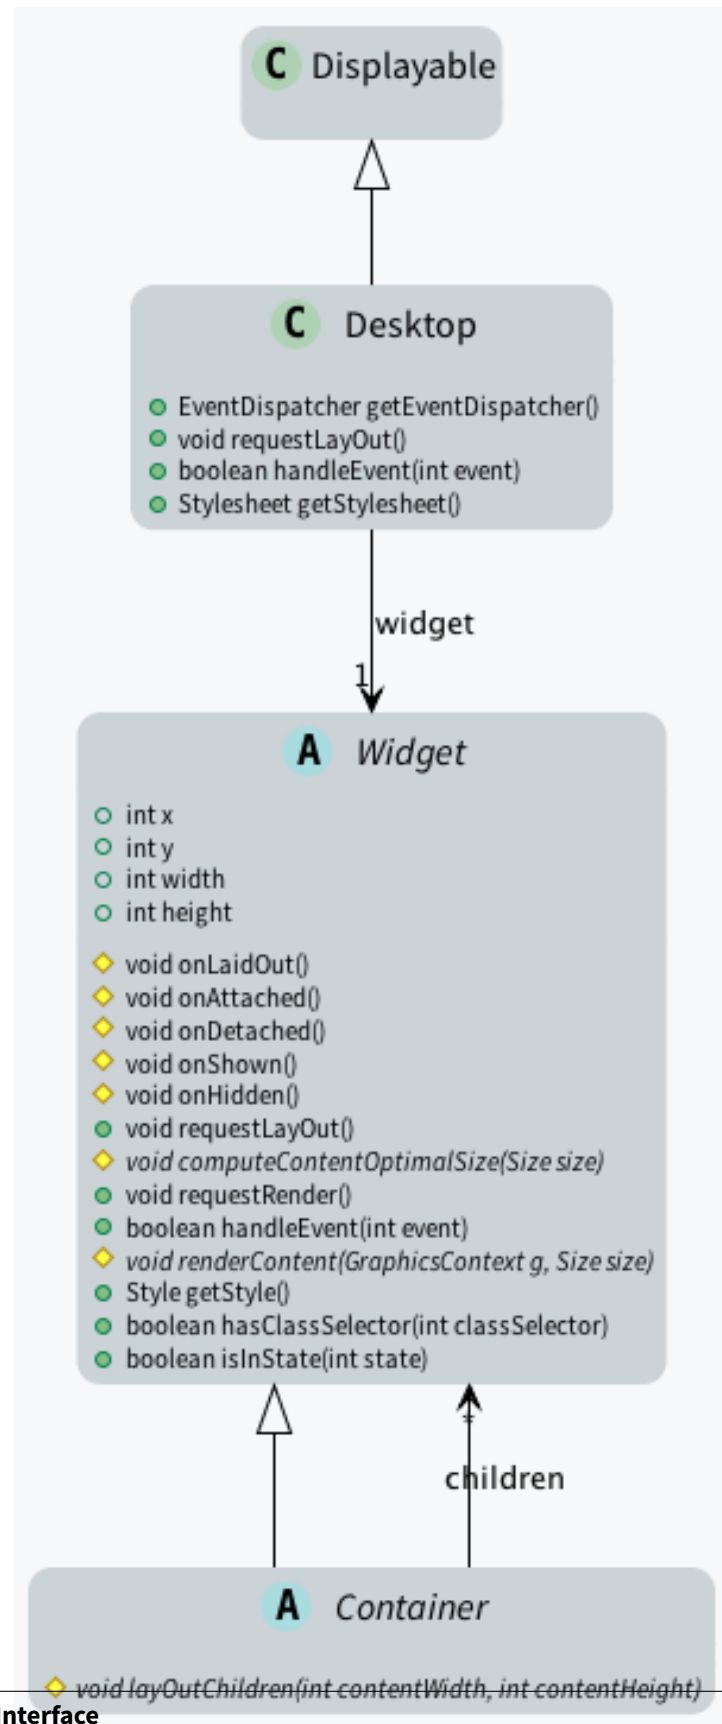 C Displayable
C Desktop
EventDispatcher getEventDispatcher()
void requestLayOut()
boolean handleEvent(int event)
Stylesheet getStylesheet()
widget
1
A Widget
int x
int y
int width
int height
void onLaidOut()
void onAttached()
void onDetached()
void onShown()
void onHidden()
void requestLayOut()
void computeContentOptimalSize(Size size)
void requestRender()
boolean handleEvent(int event)
void renderContent(GraphicsContext g, Size size)
Style getStyle()
boolean hasClassSelector(int classSelector)
boolean isInState(int state)
*
children
A Container
void layOutChildren(int contentWidth, int contentHeight)
nterface